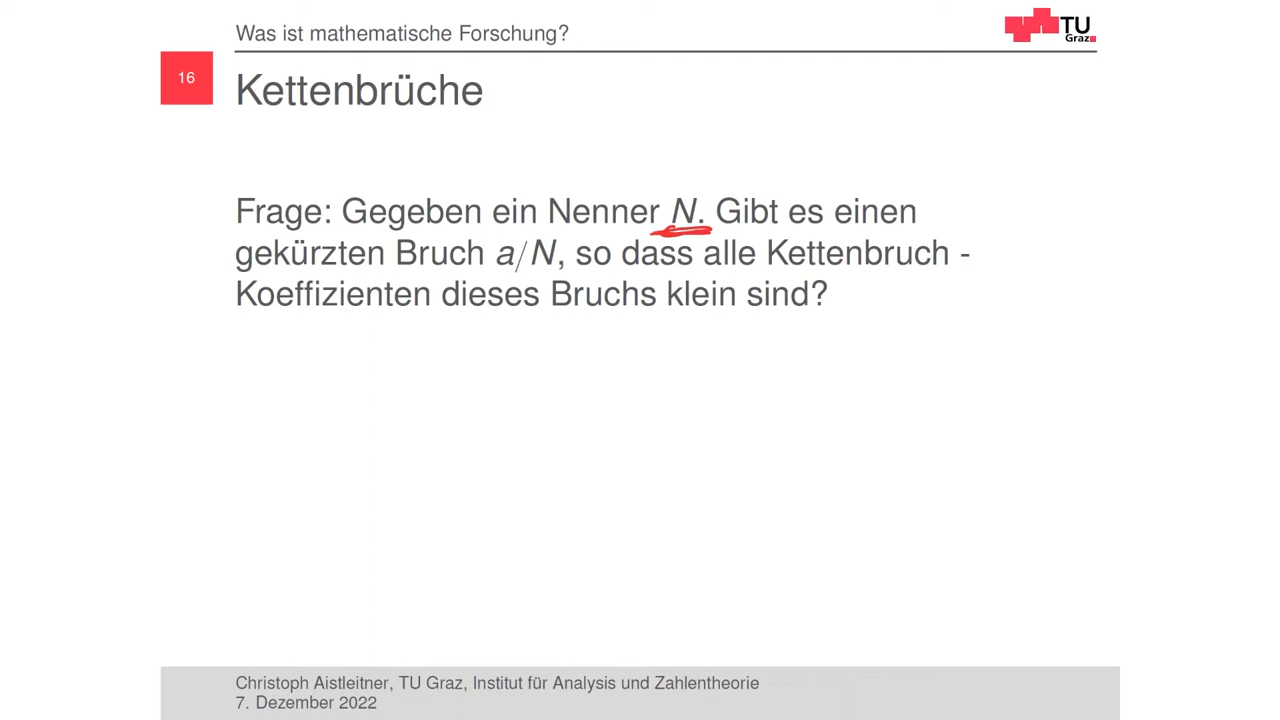 Was ist mathematische Forschung?
TU
Graz
16
Kettenbrüche
Frage: Gegeben ein Nenner N. Gibt es einen
gekürzten Bruch a/N, so dass alle Kettenbruch -
Koeffizienten dieses Bruchs klein sind?
Christoph Aistleitner, TU Graz, Institut für Analysis und Zahlentheorie
7. Dezember 2022